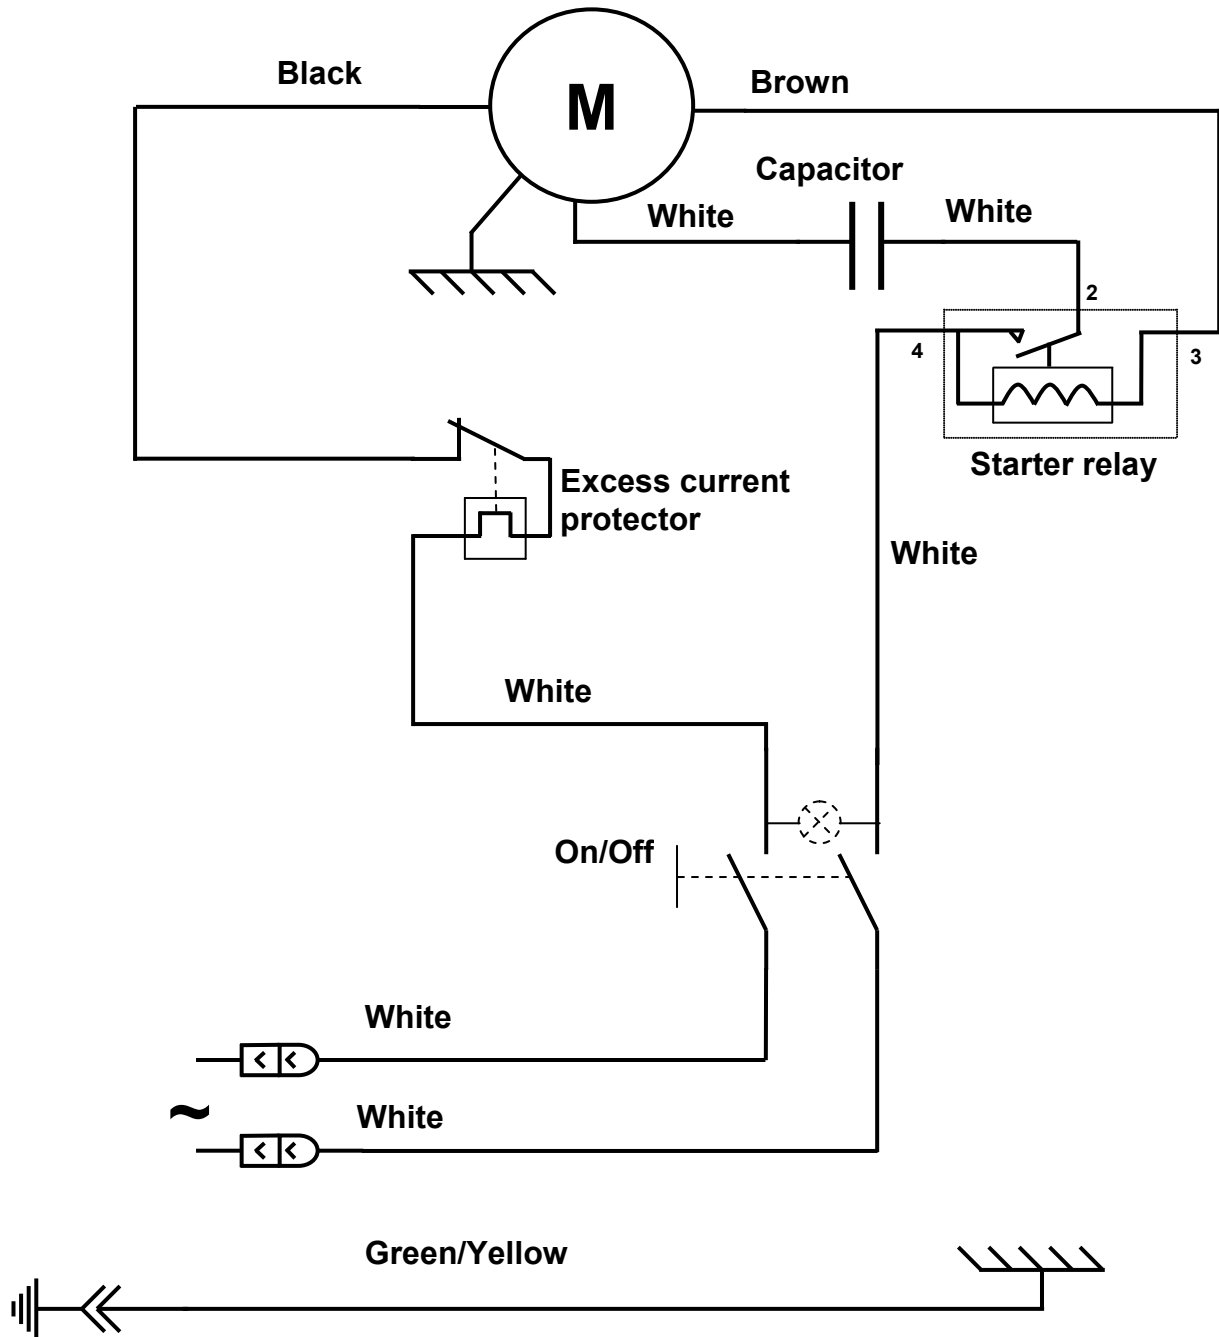 Black
M
Brown
Capacitor
White
White
2
4
3
Starter relay
Excess current
protector
White
White
On/Off
White
~
White
Green/Yellow